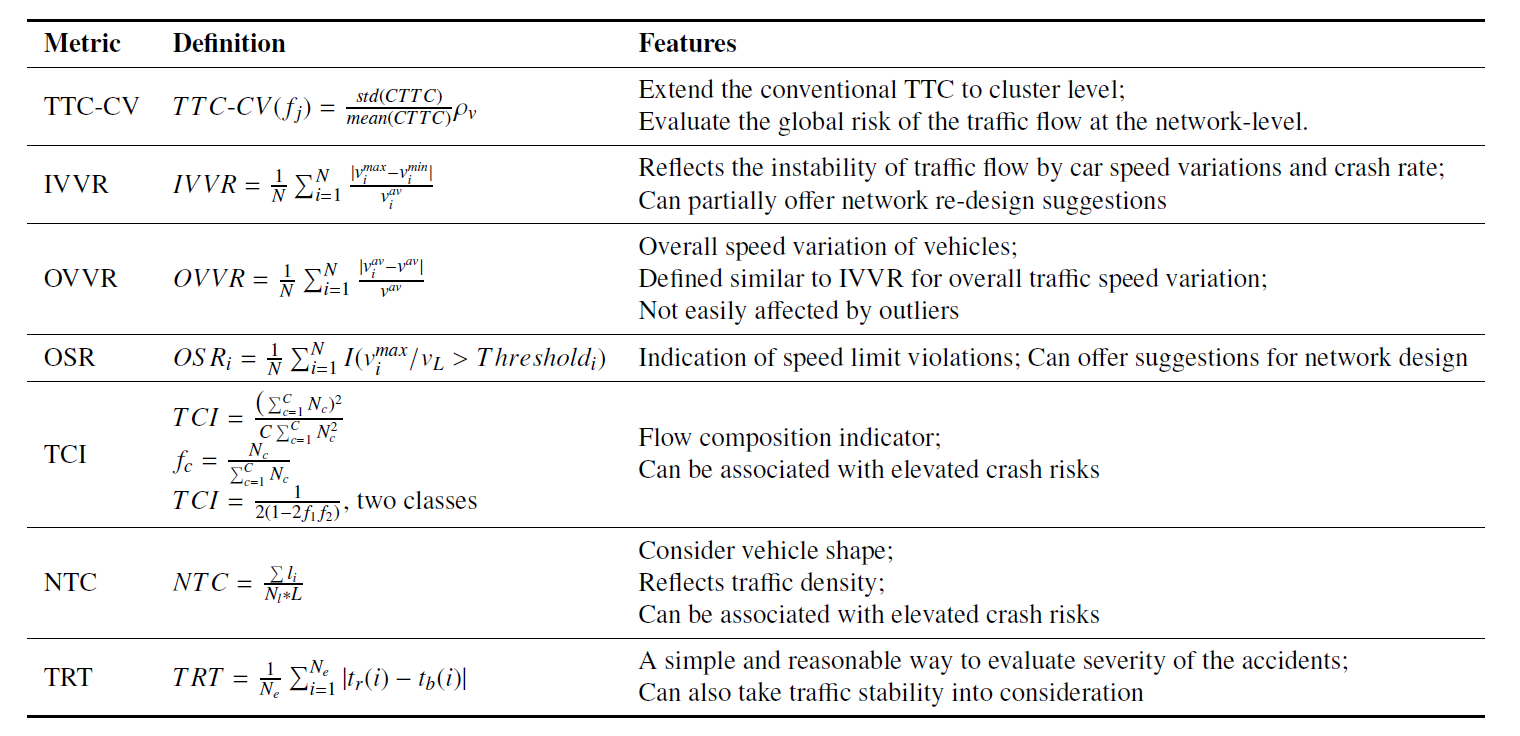 Metric Definition Features
TTC-CV TTC-CV(f_j) = \frac{std(CTTC)}{mean(CTTC)}ρ_v Extend the conventional TTC to cluster level;
Evaluate the global risk of the traffic flow at the network-level.
IVVR IVVR = \frac{1}{N} \sum_{i=1}^{N} \frac{|v_i^{max}−v_i^{min}|}{v_i^{av}} Reflects the instability of traffic flow by car speed variations and crash rate;
Can partially offer network re-design suggestions
Overall speed variation of vehicles;
OVVR OVVR = \frac{1}{N} \sum_{i=1}^{N} \frac{|v_i^{av}−v^{av}|}{v^{av}} Defined similar to IVVR for overall traffic speed variation;
Not easily affected by outliers
OSR OSR_i = \frac{1}{N} \sum_{i=1}^{N} I(v_i^{max}/v_L > Threshold_i) Indication of speed limit violations; Can offer suggestions for network design
TCI TCI = \frac{(\sum_{c=1}^{C} N_c)^2}{C \sum_{c=1}^{C} N_c^2}
f_c = \frac{N_c}{\sum_{c=1}^{C} N_c}
TCI = \frac{1}{2(1−2f_1f_2)}, two classes
Flow composition indicator;
Can be associated with elevated crash risks
Consider vehicle shape;
NTC NTC = \frac{\sum l_i}{N_l*L} Reflects traffic density;
Can be associated with elevated crash risks
TRT TRT = \frac{1}{N_e} \sum_{i=1}^{N_e} |t_r(i) − t_b(i)| A simple and reasonable way to evaluate severity of the accidents;
Can also take traffic stability into consideration